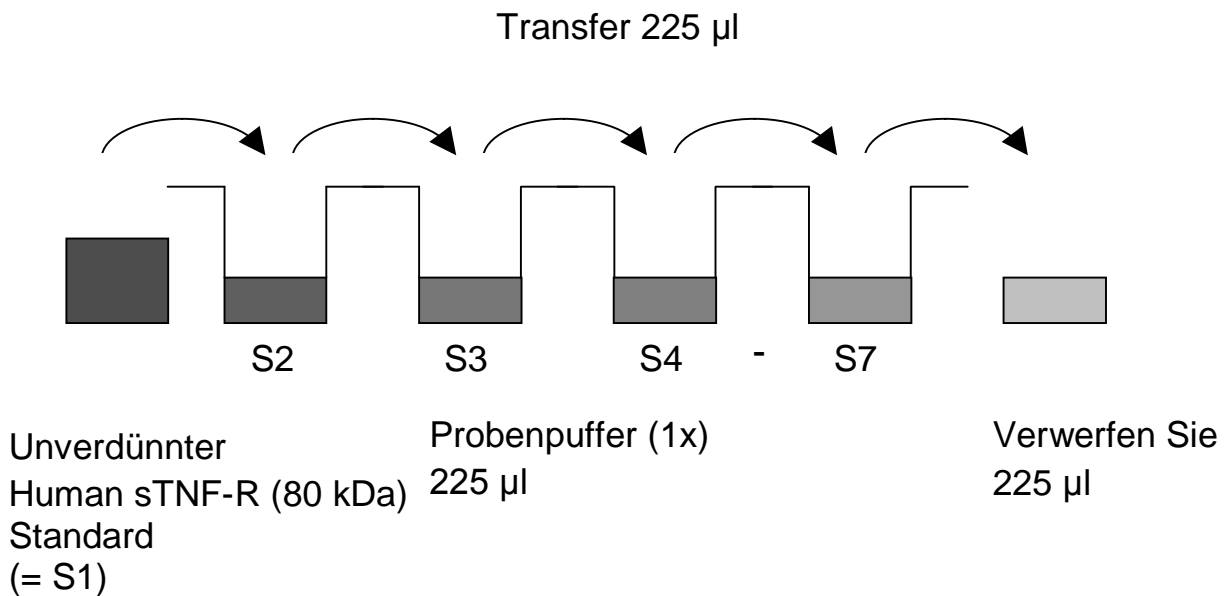 Transfer 225 µl
S2 S3 S4 - S7
Unverdünnter
Human sTNF-R (80 kDa)
Standard
(= S1)
Probenpuffer (1x)
225 µl
Verwerfen Sie
225 µl